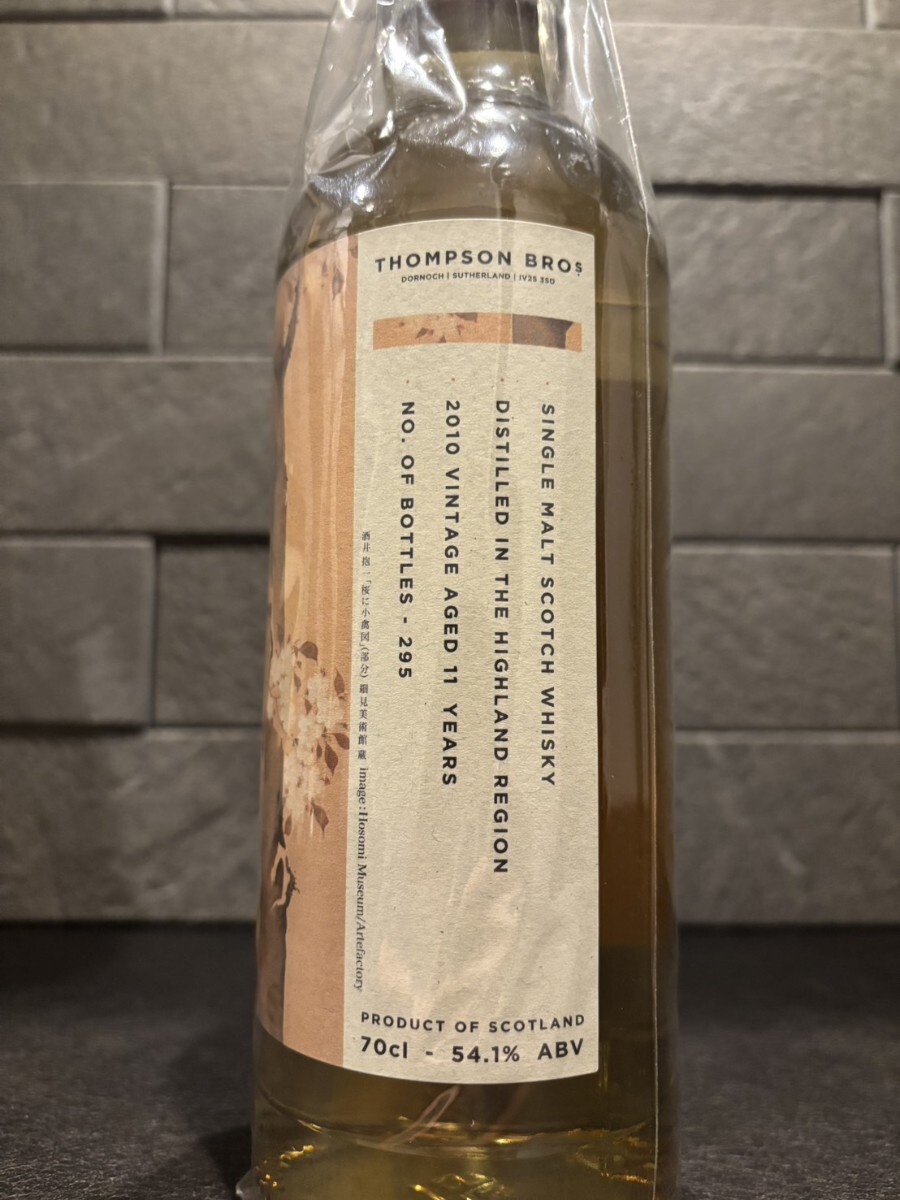 THOMPSON BROS
DORNOCH | SUTHERLAND | IV25 3SD
SINGLE MALT SCOTCH WHISKY
DISTILLED IN THE HIGHLAND REGION
2010 VINTAGE AGED 11 YEARS
NO. OF BOTTLES - 295
酒井抱一「桜に小禽図」(部分) 細見美術館 蔵 image:Hosomi Museum/Artefactory
PRODUCT OF SCOTLAND
70cl - 54.1% ABV